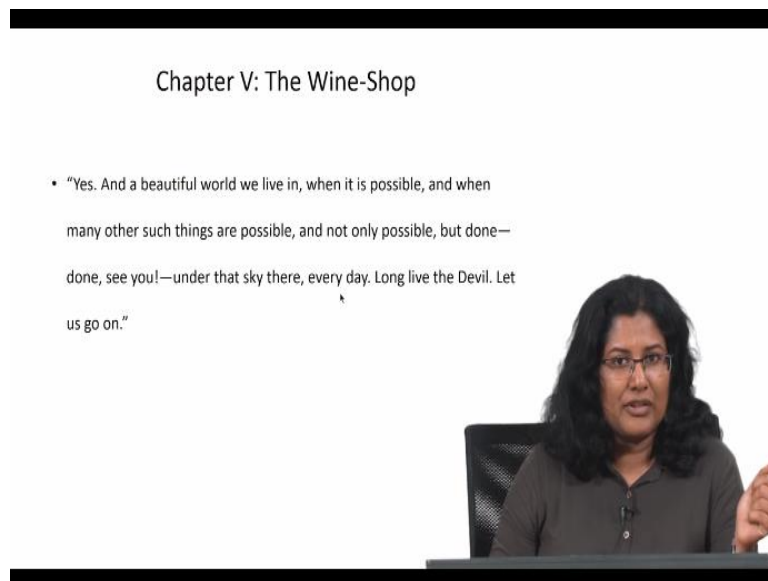 Chapter V: The Wine-Shop
• “Yes. And a beautiful world we live in, when it is possible, and when
many other such things are possible, and not only possible, but done—
done, see you!—under that sky there, every day. Long live the Devil. Let
us go on.”